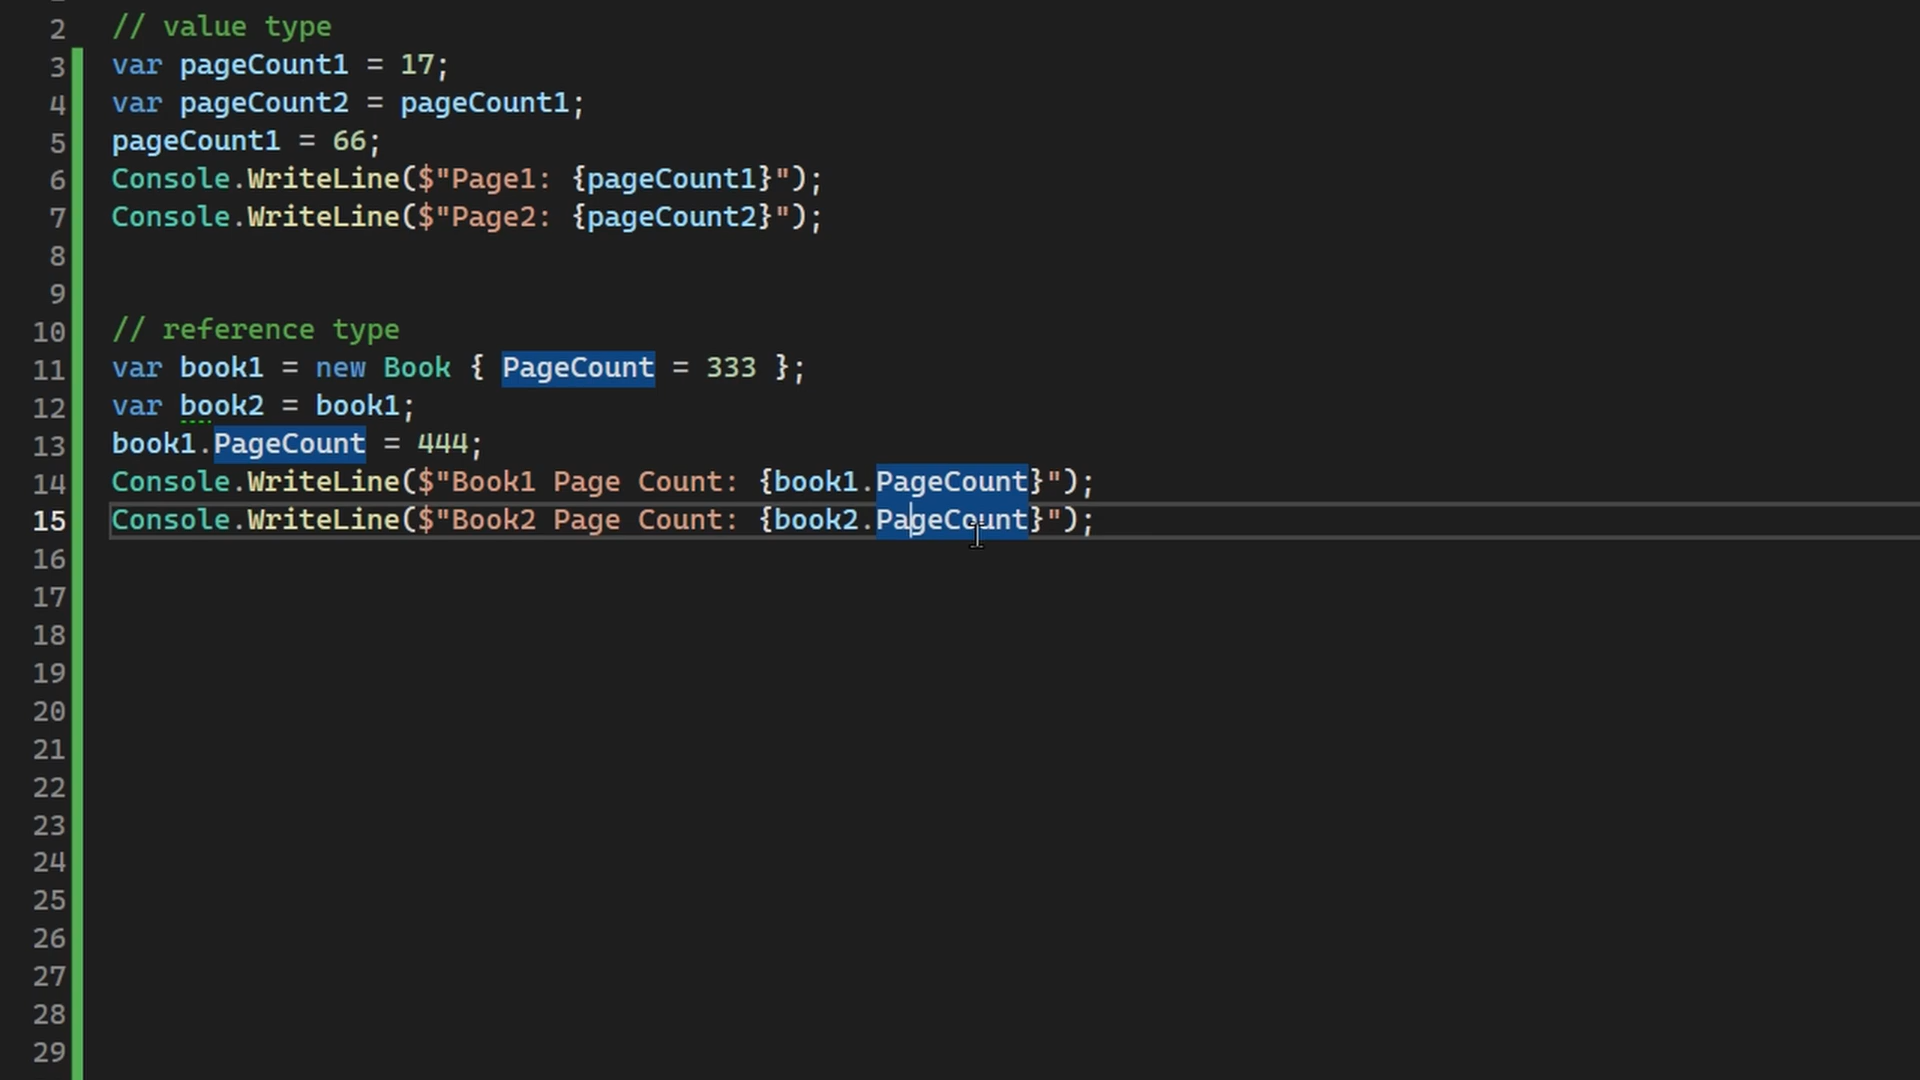 2 // value type
3 var pageCount1 = 17;
4 var pageCount2 = pageCount1;
5 pageCount1 = 66;
6 Console.WriteLine($"Page1: {pageCount1}");
7 Console.WriteLine($"Page2: {pageCount2}");
8
9
10 // reference type
11 var book1 = new Book { PageCount = 333 };
12 var book2 = book1;
13 book1.PageCount = 444;
14 Console.WriteLine($"Book1 Page Count: {book1.PageCount}");
15 Console.WriteLine($"Book2 Page Count: {book2.PageCount}");
16
17
18
19
20
21
22
23
24
25
26
27
28
29